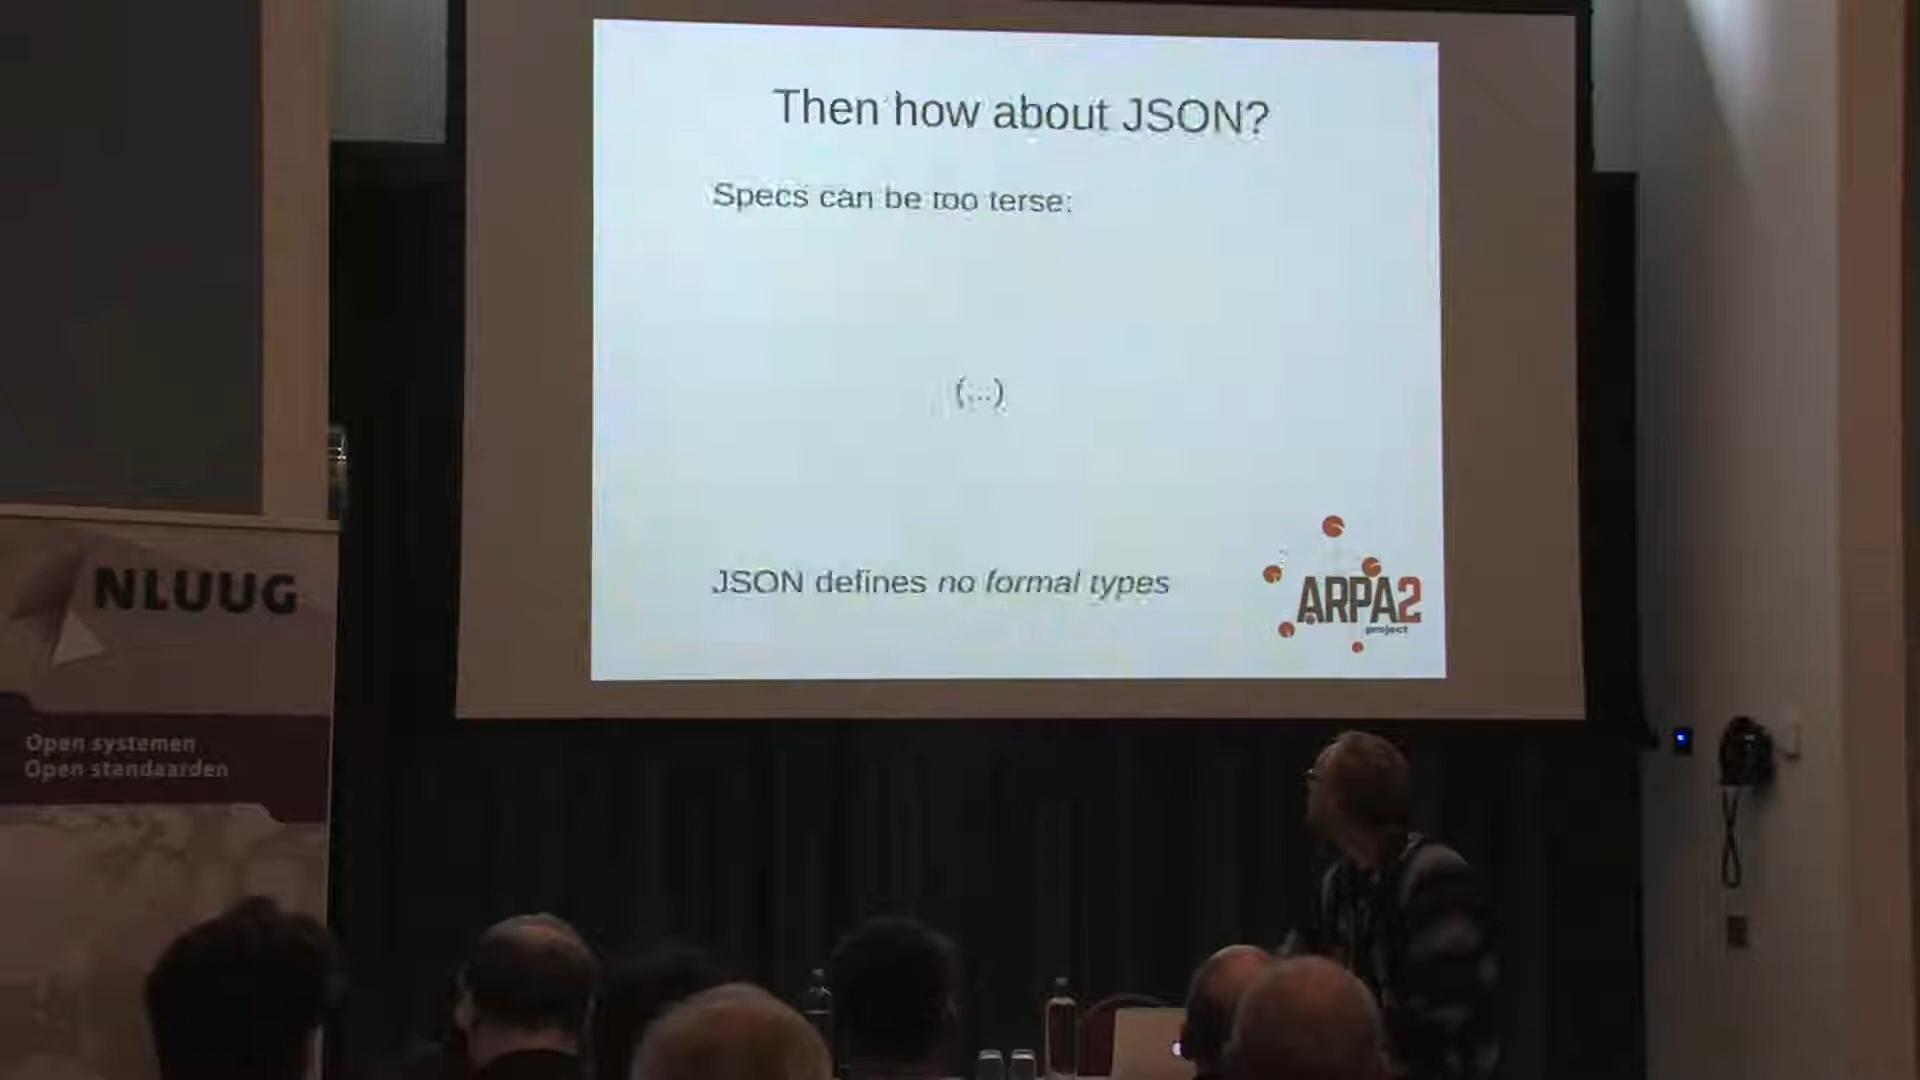 Then how about JSON?
Specs can be too terse:
(...)
JSON defines no formal types
ARPA2
project
NLUUG
Open systemen
Open standaarden